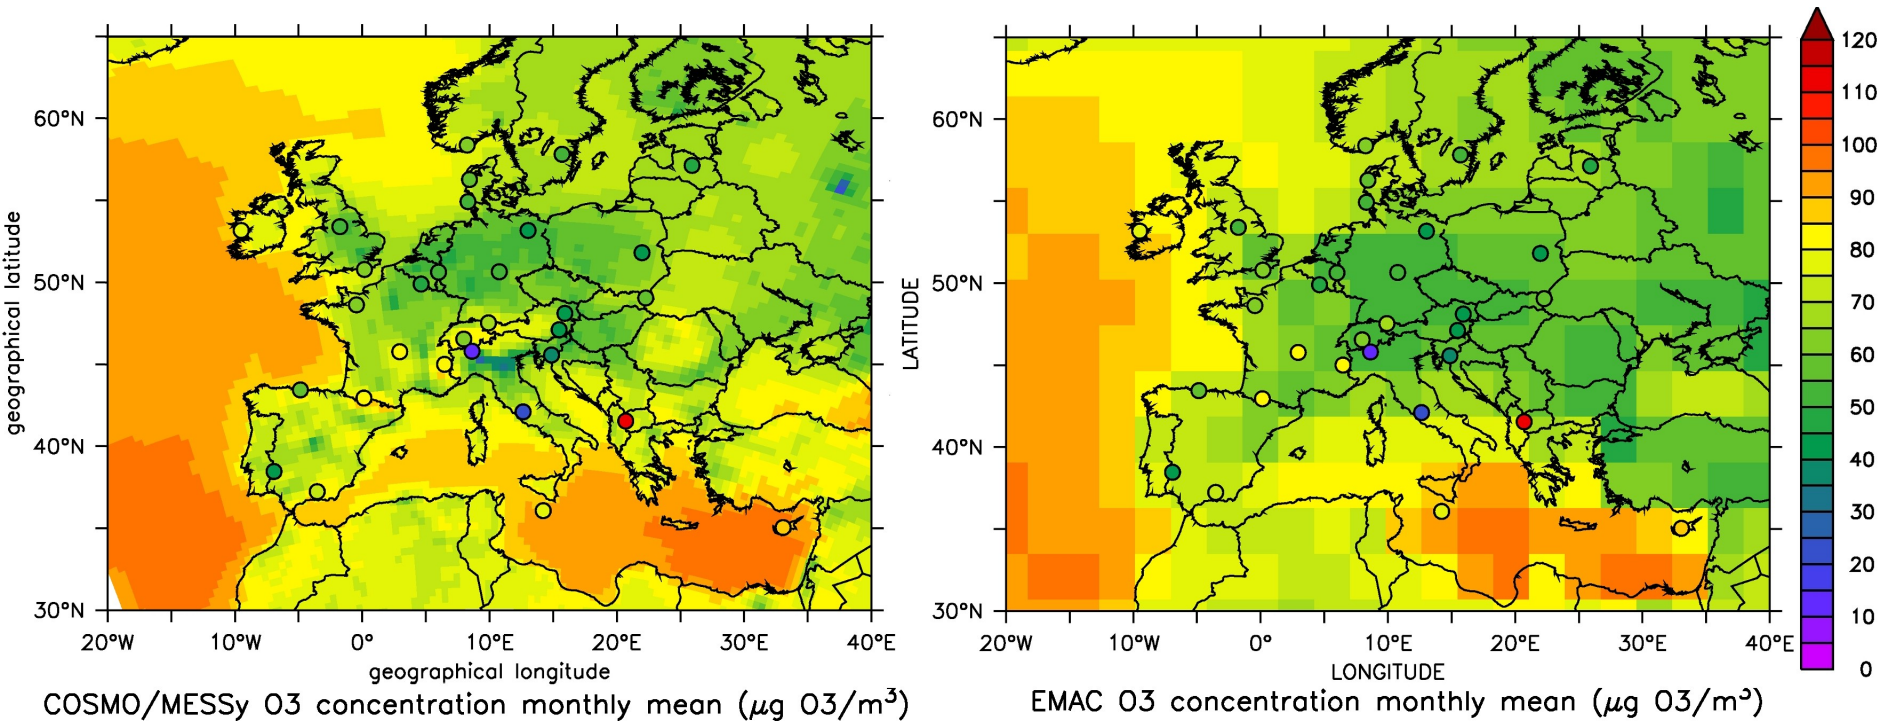 60°N
50°N
40°N
30°N
20°W 10°W 0° 10°E 20°E 30°E 40°E
geographical latitude
geographical longitude
COSMO/MESSy O3 concentration monthly mean (μg O3/m³)
60°N
50°N
40°N
30°N
20°W 10°W 0° 10°E 20°E 30°E 40°E
LATITUDE
LONGITUDE
EMAC O3 concentration monthly mean (μg O3/m³)
120
110
100
90
80
70
60
50
40
30
20
10
0